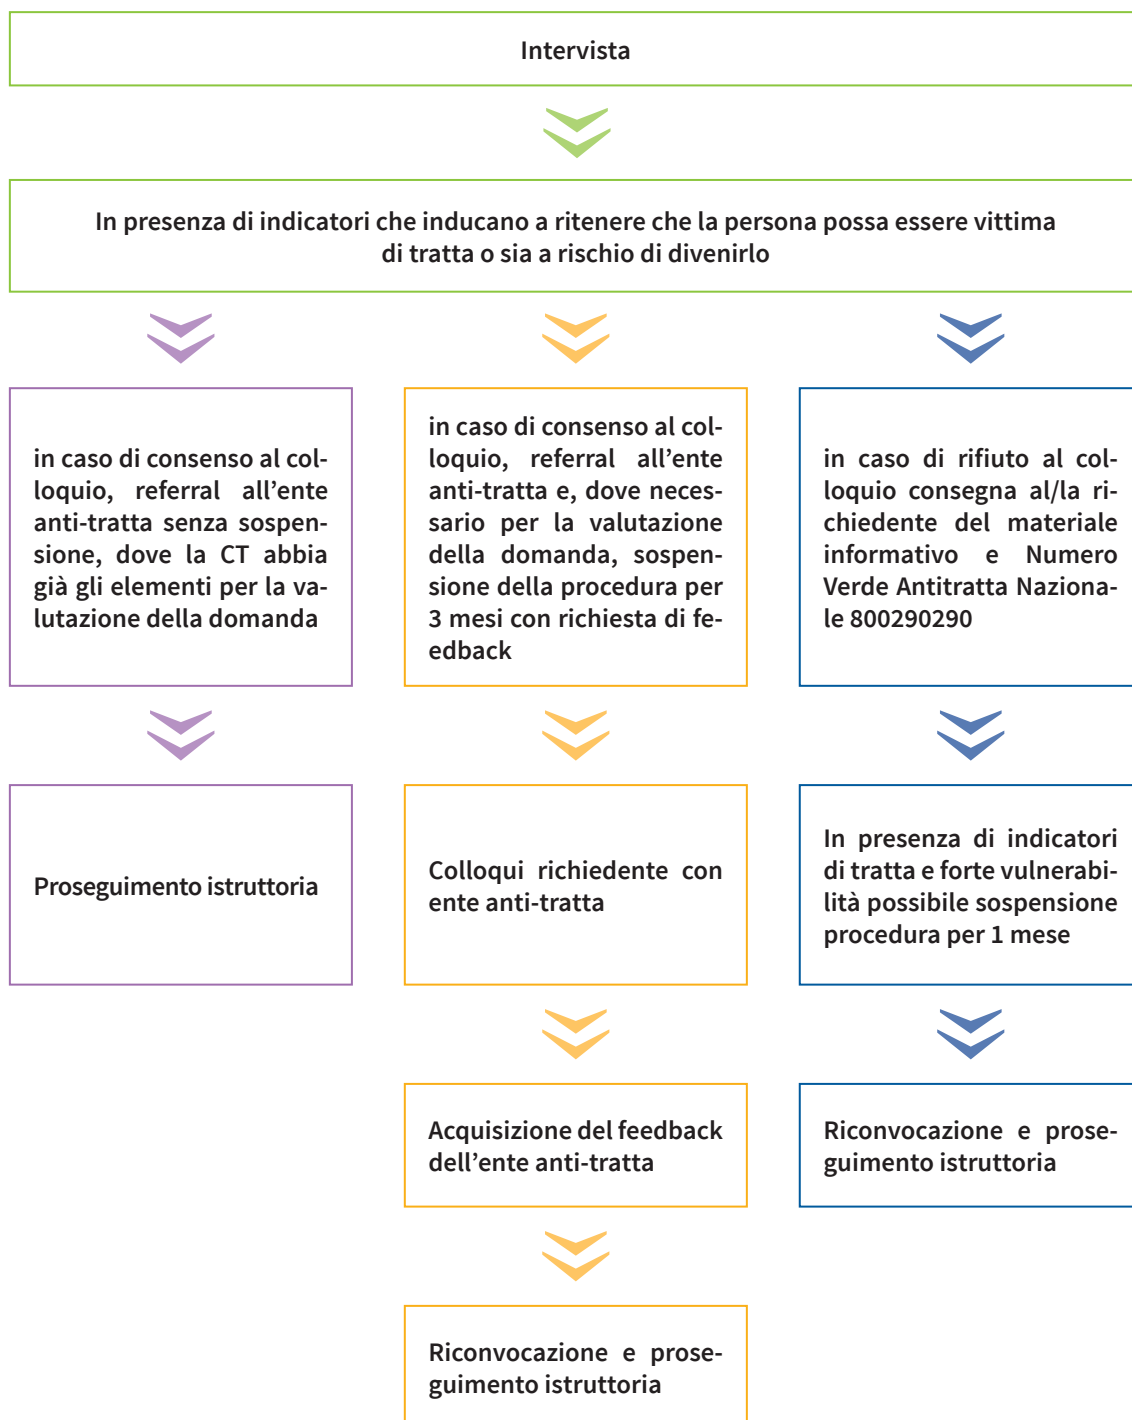 Intervista
In presenza di indicatori che inducano a ritenere che la persona possa essere vittima
di tratta o sia a rischio di divenirlo
in caso di consenso al col-
loquio, referral all'ente
anti-tratta senza sospen-
sione, dove la CT abbia
già gli elementi per la va-
lutazione della domanda
in caso di consenso al col-
loquio, referral all'ente
anti-tratta e, dove neces-
sario per la valutazione
della domanda, sospen-
sione della procedura per
3 mesi con richiesta di fe-
edback
in caso di rifiuto al col-
loquio consegna al/la ri-
chiedente del materiale
informativo e Numero
Verde Antitratta Naziona-
le 800290290
Proseguimento istruttoria
Colloqui richiedente con
ente anti-tratta
In presenza di indicatori
di tratta e forte vulnerabi-
lità possibile sospensione
procedura per 1 mese
Acquisizione del feedback
dell'ente anti-tratta
Riconvocazione e prose-
guimento istruttoria
Riconvocazione e prose-
guimento istruttoria